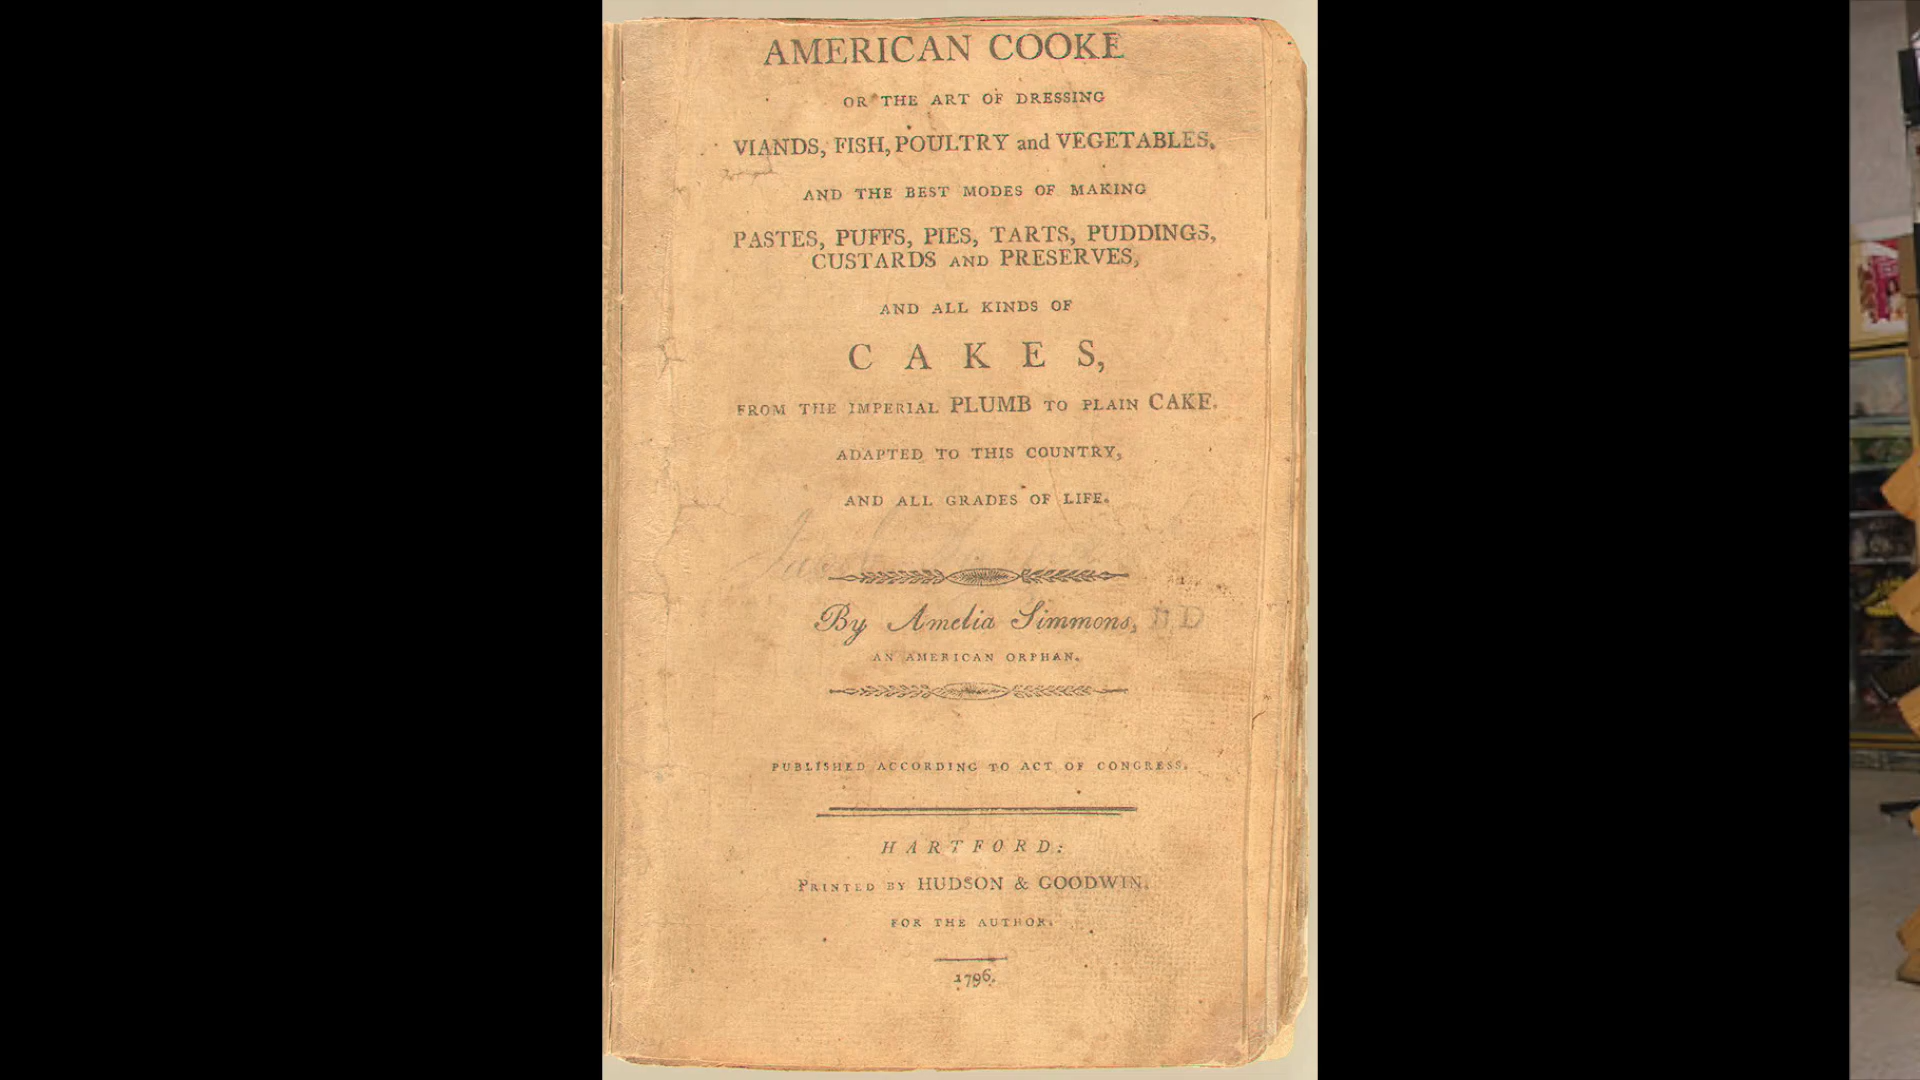 AMERICAN COOKE
OR THE ART OF DRESSING
VIANDS, FISH, POULTRY and VEGETABLES,
AND THE BEST MODES OF MAKING
PASTES, PUFFS, PIES, TARTS, PUDDINGS,
CUSTARDS AND PRESERVES,
AND ALL KINDS OF
CAKES,
FROM THE IMPERIAL PLUMB TO PLAIN CAKE.
ADAPTED TO THIS COUNTRY,
AND ALL GRADES OF LIFE.
By Amelia Simmons,
AN AMERICAN ORPHAN.
PUBLISHED ACCORDING TO ACT OF CONGRESS.
HARTFORD:
PRINTED BY HUDSON & GOODWIN.
FOR THE AUTHOR.
1796.